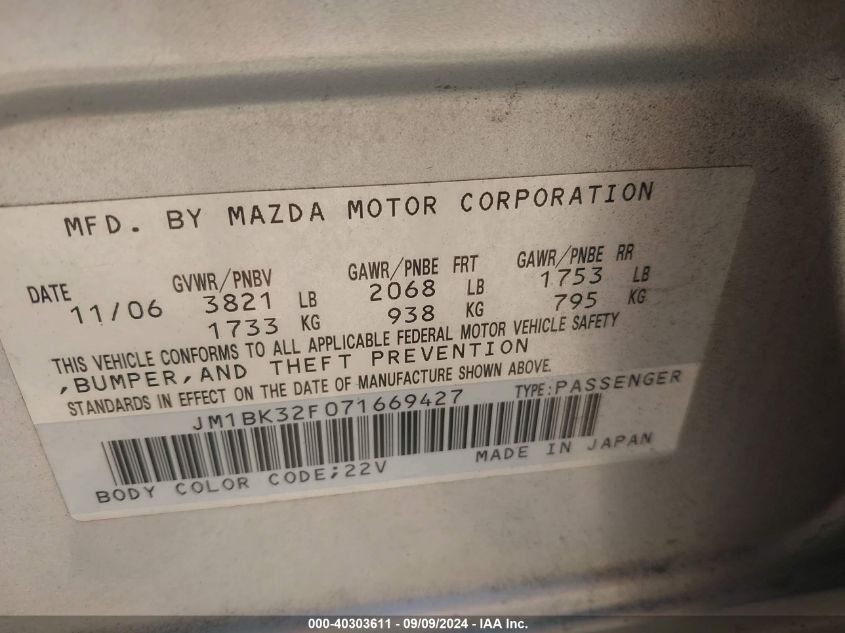 MFD. BY MAZDA MOTOR CORPORATION
DATE GVWR/PNBV GAWR/PNBE FRT GAWR/PNBE RR
11/06 3821 LB 2068 LB 1753 LB
1733 KG 938 KG 795 KG
THIS VEHICLE CONFORMS TO ALL APPLICABLE FEDERAL MOTOR VEHICLE SAFETY
,BUMPER,AND THEFT PREVENTION
STANDARDS IN EFFECT ON THE DATE OF MANUFACTURE SHOWN ABOVE.
JM1BK32F071669427 TYPE:PASSENGER
BODY COLOR CODE;22V MADE IN JAPAN
000-40303611 - 09/09/2024 - IAA Inc.